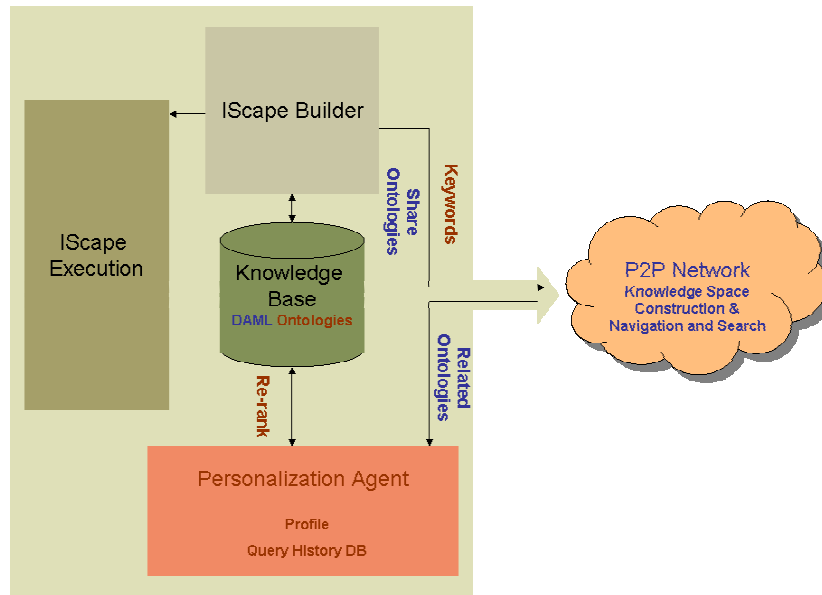 IScape Builder
IScape
Execution
Share
Ontologies
Keywords
Knowledge
Base
DAML Ontologies
P2P Network
Knowledge Space
Construction &
Navigation and Search
Re-rank
Related
Ontologies
Personalization Agent
Profile
Query History DB